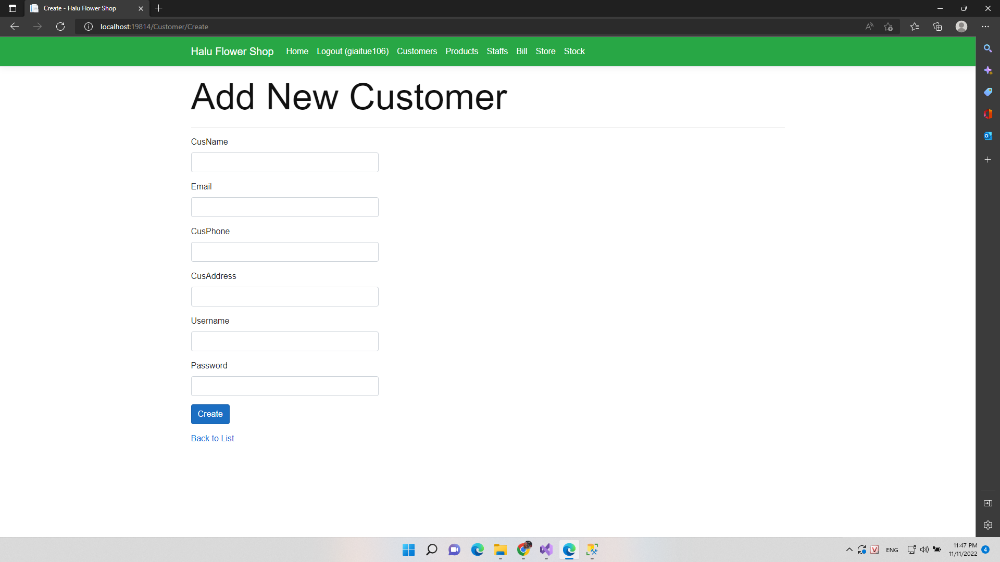 Create - Halu Flower Shop
localhost:19814/Customer/Create
Halu Flower Shop Home Logout (giaitue106) Customers Products Staffs Bill Store Stock
Add New Customer
CusName
Email
CusPhone
CusAddress
Username
Password
Create
Back to List
ENG
11:47 PM
11/11/2022
4